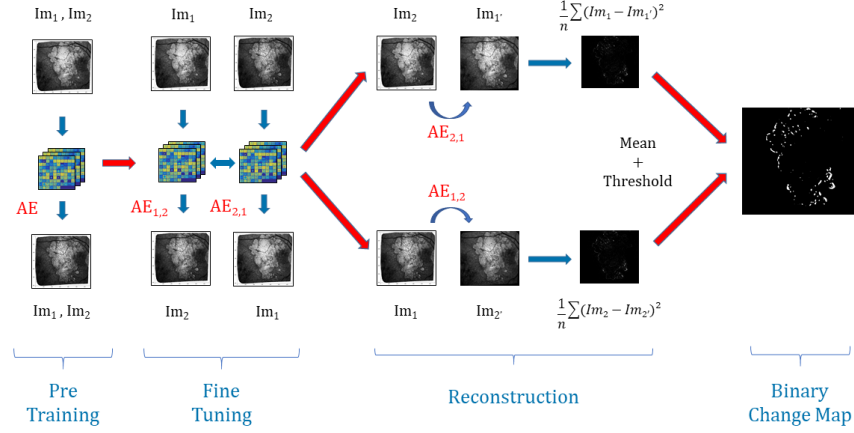 Im₁ , Im₂
Im₁
Im₂
Im₂
Im₁′
1/n ∑(Im₁ − Im₁′)²
AE
AE₁,₂
AE₂,₁
AE₂,₁
AE₁,₂
Mean
+
Threshold
Im₁ , Im₂
Im₂
Im₁
Im₁
Im₂′
1/n ∑(Im₂ − Im₂′)²
Pre
Training
Fine
Tuning
Reconstruction
Binary
Change Map